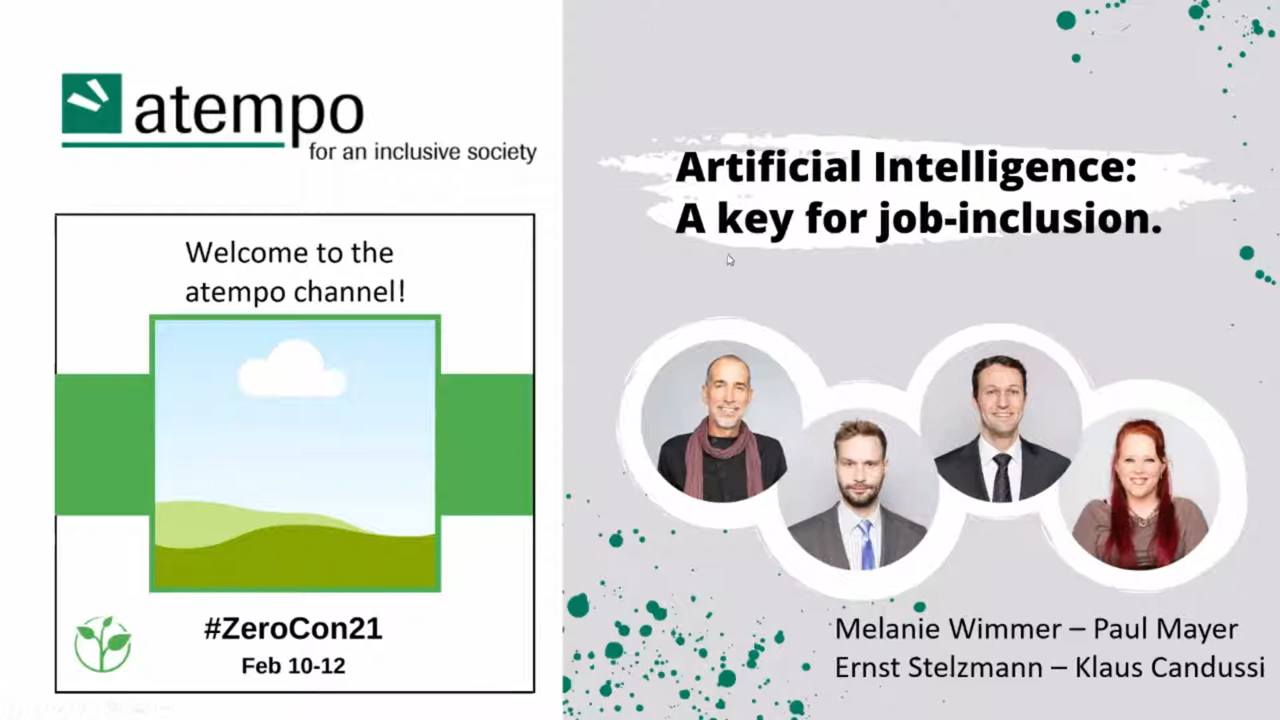 atempo
for an inclusive society
Welcome to the
atempo channel!
#ZeroCon21
Feb 10-12
Artificial Intelligence:
A key for job-inclusion.
Melanie Wimmer – Paul Mayer
Ernst Stelzmann – Klaus Candussi